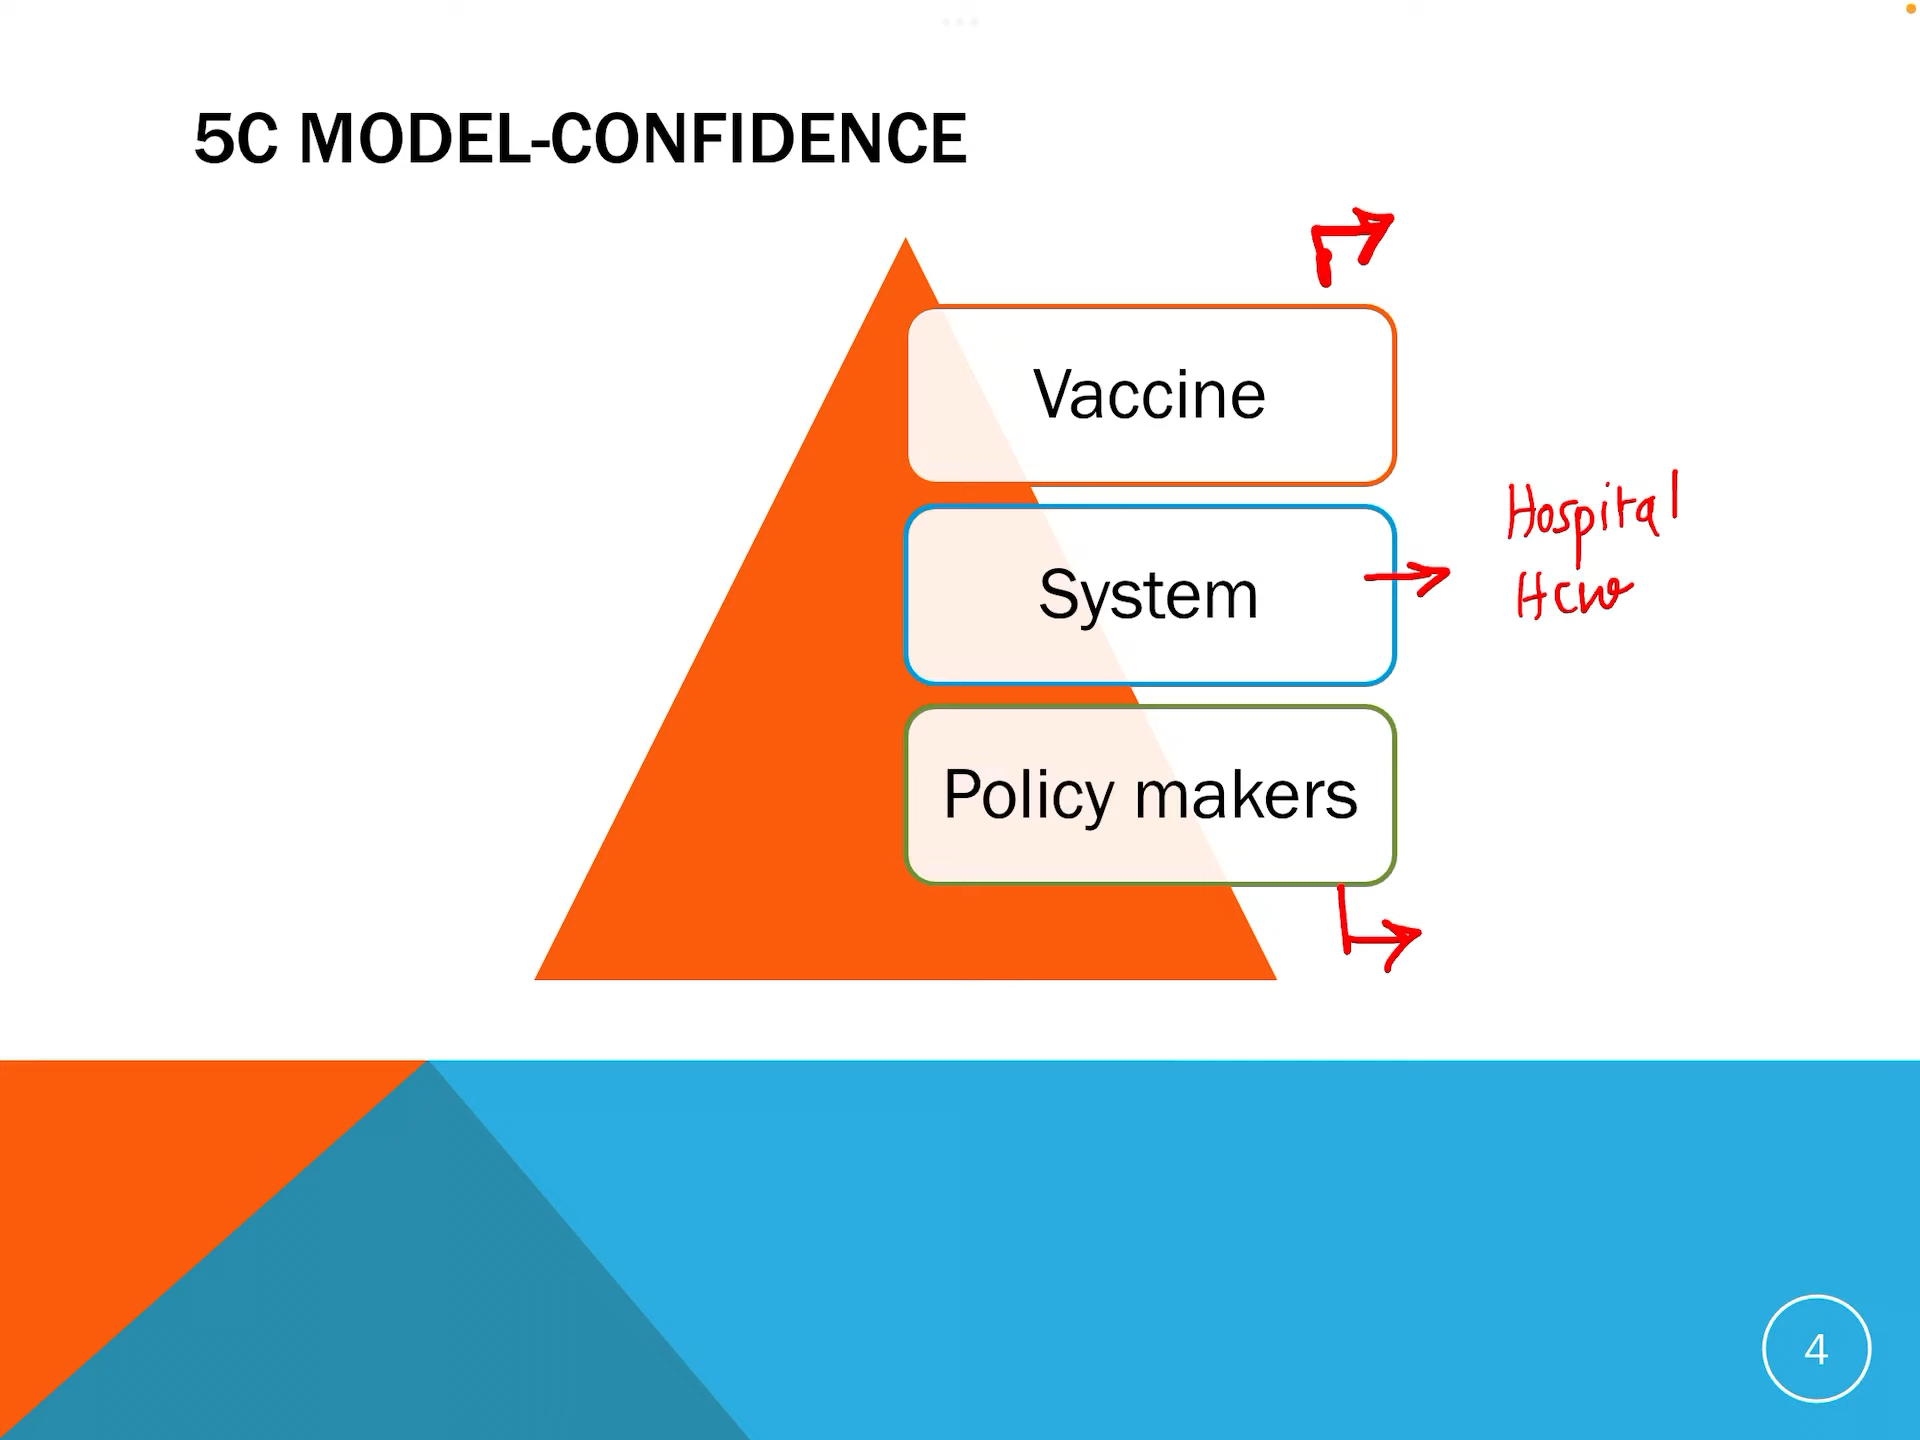 5C MODEL-CONFIDENCE
Vaccine
System
Policy makers
Hospital
HCW
4